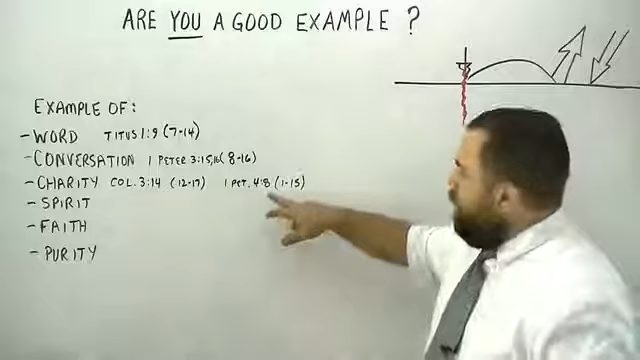 ARE YOU A GOOD EXAMPLE ?
EXAMPLE OF:
- WORD TITUS 1:9 (7-14)
- CONVERSATION 1 PETER 3:15,16 (8-16)
- CHARITY COL. 3:14 (12-17) 1 PET. 4:8 (1-15)
- SPIRIT
- FAITH
- PURITY